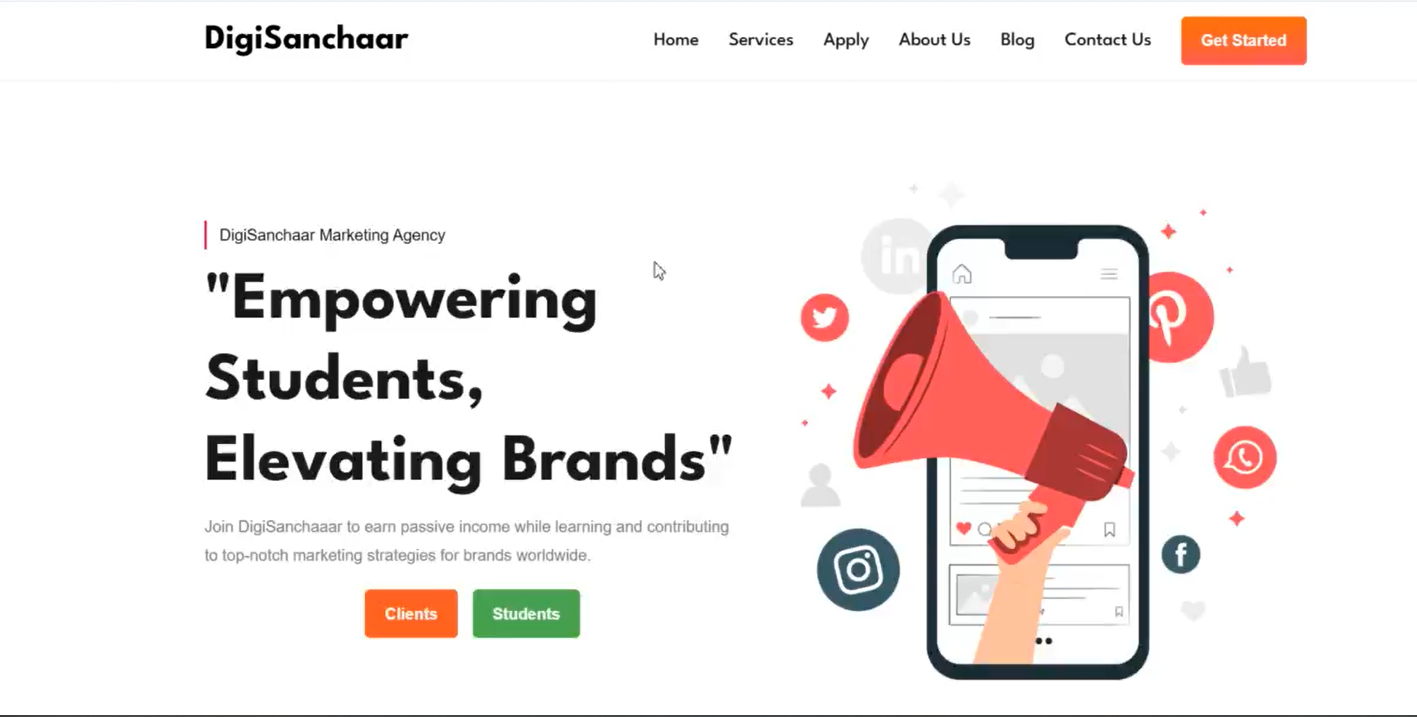 DigiSanchaar
Home Services Apply About Us Blog Contact Us Get Started
DigiSanchaar Marketing Agency
"Empowering
Students,
Elevating Brands"
Join DigiSanchaaar to earn passive income while learning and contributing
to top-notch marketing strategies for brands worldwide.
Clients Students
in